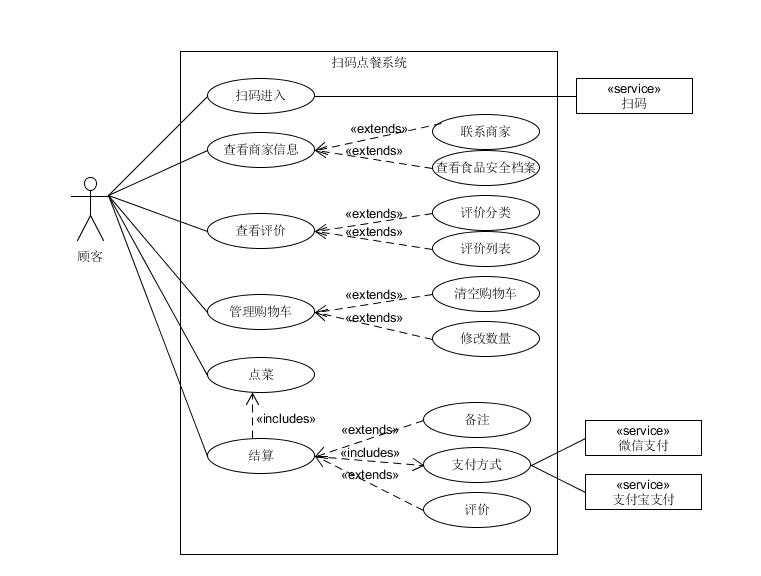 扫码点餐系统
扫码进入
«service»
扫码
查看商家信息
«extends»
联系商家
«extends»
查看食品安全档案
顾客
查看评价
«extends»
评价分类
«extends»
评价列表
管理购物车
«extends»
清空购物车
«extends»
修改数量
点菜
«includes»
结算
«extends»
备注
«includes»
支付方式
«extends»
评价
«service»
微信支付
«service»
支付宝支付